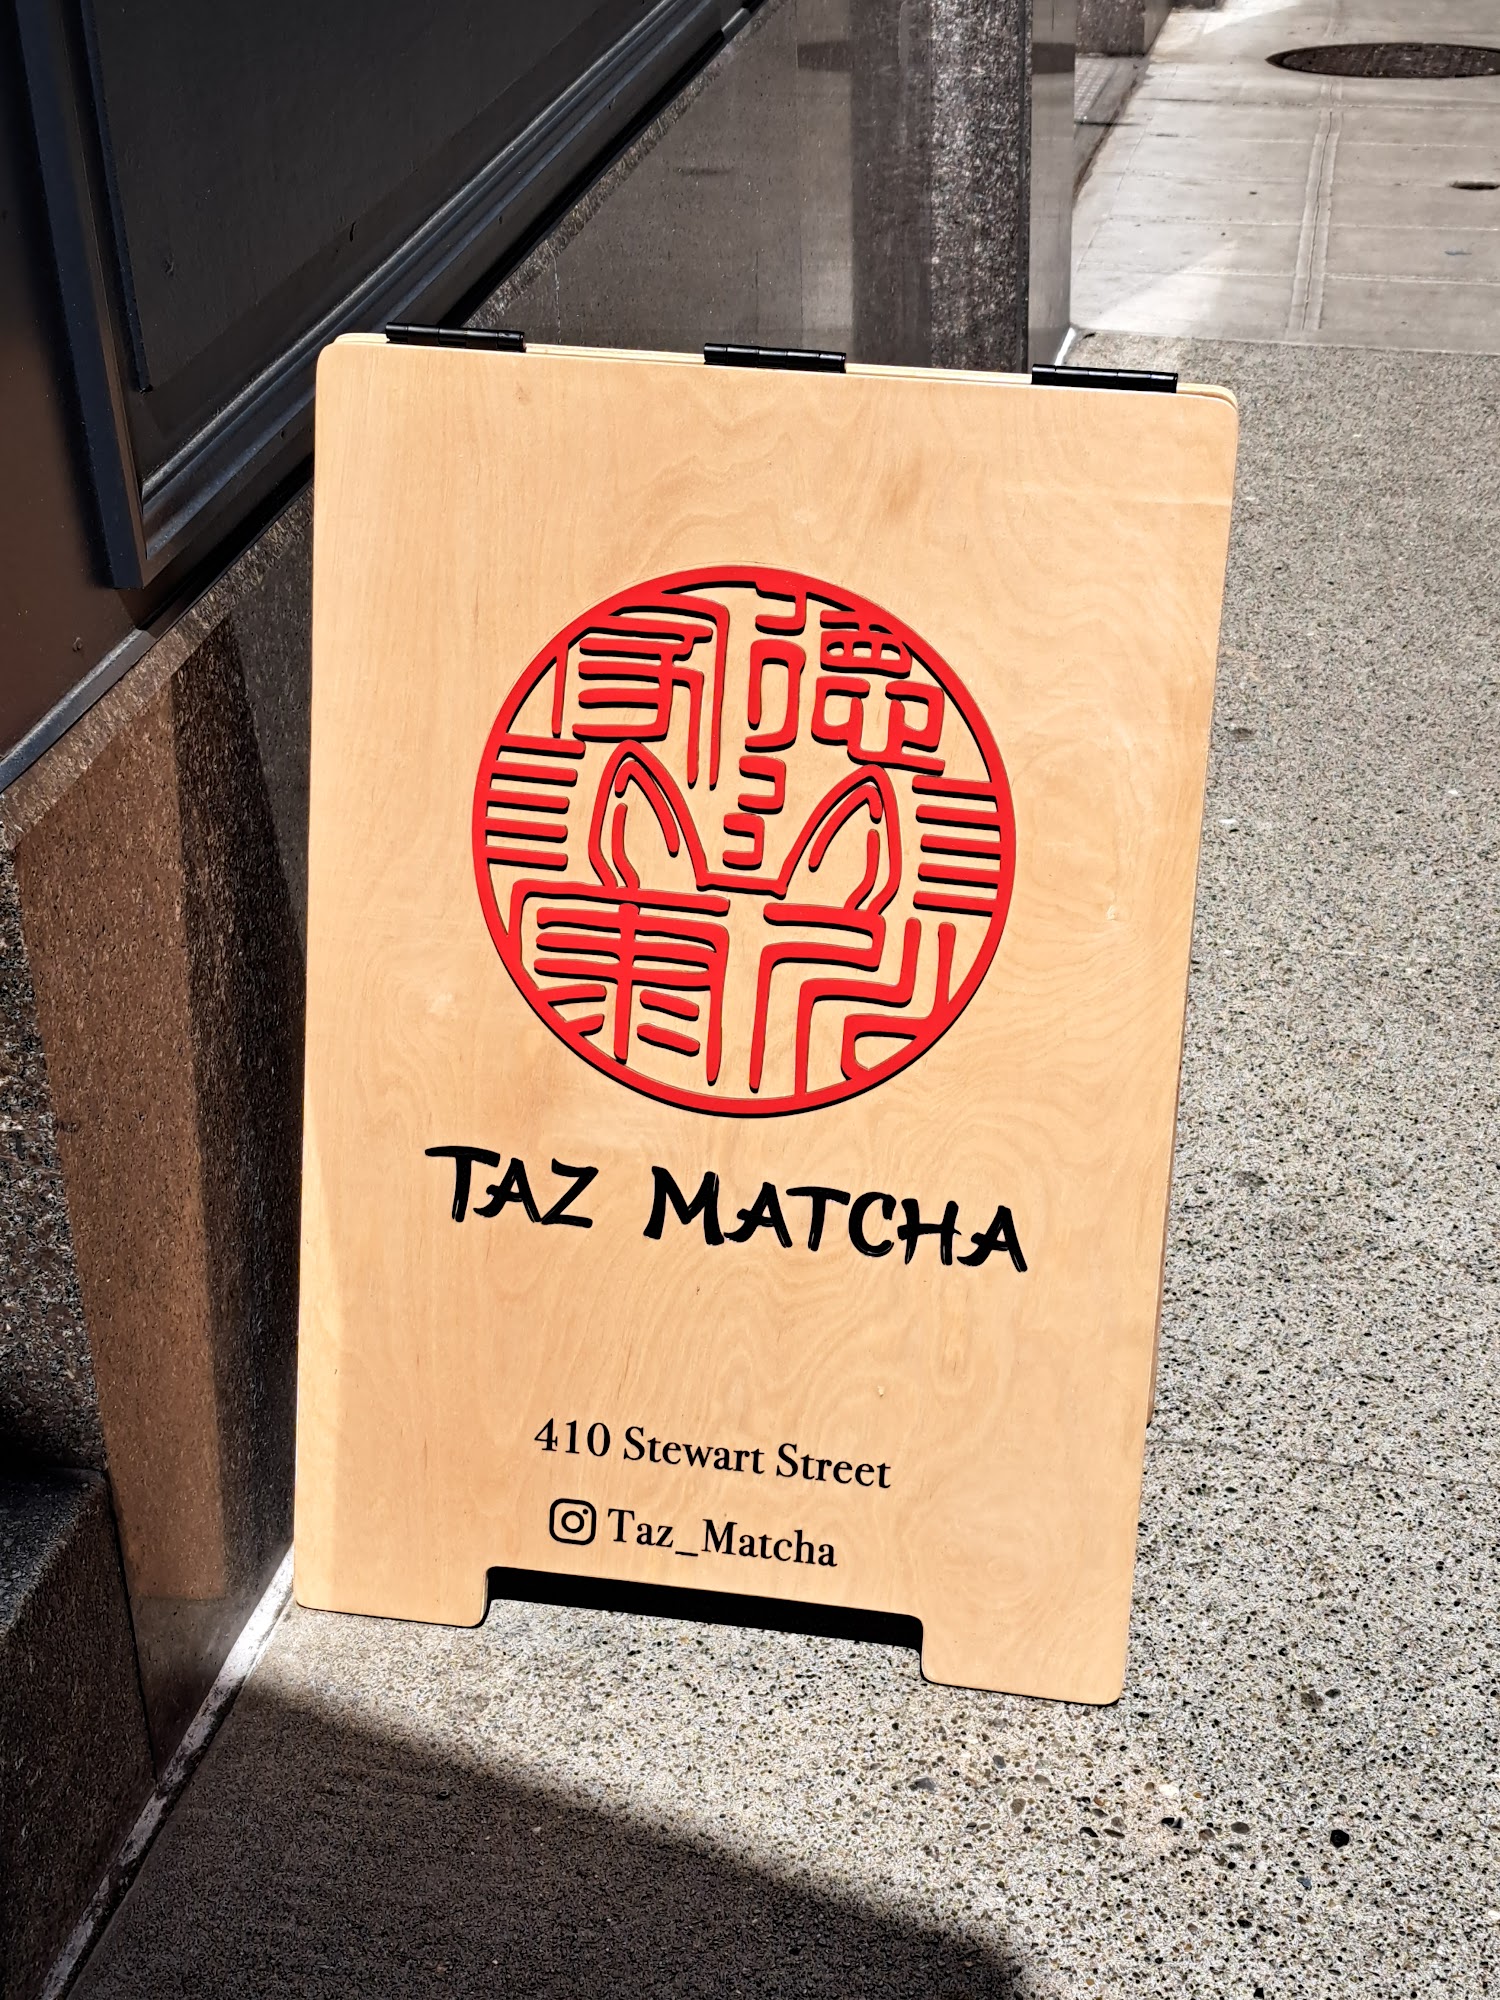 TAZ MATCHA
410 Stewart Street
Taz_Matcha